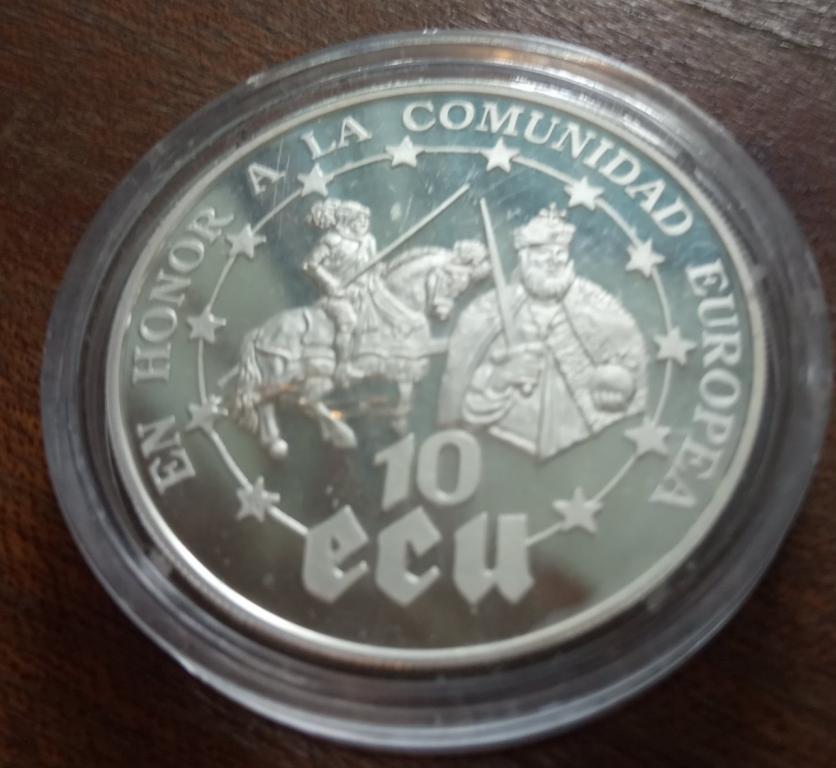 EN HONOR A LA COMUNIDAD EUROPEA
10
ecu